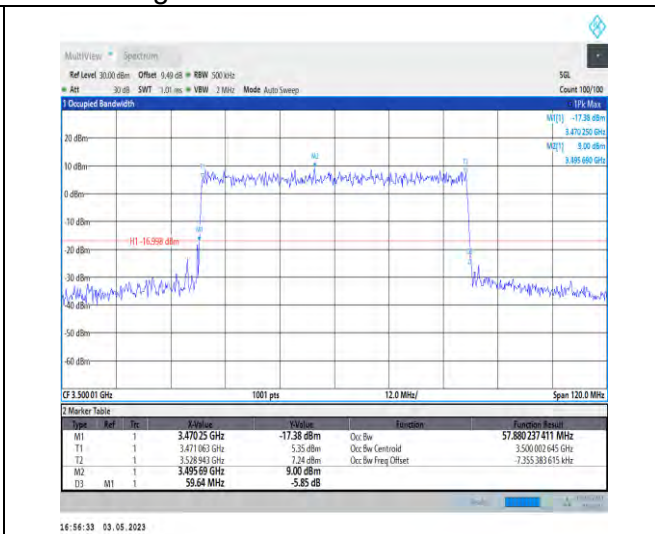 MultiView Spectrum
Ref Level 30.00 dBm Offset 9.49 dB RBW 500 kHz SGL
Att 30 dB SWT 1.01 ms VBW 2 MHz Mode Auto Sweep Count 100/100
1 Occupied Bandwidth 1Pk Max
M1[1] -17.38 dBm
3.470 250 GHz
M2[1] 9.00 dBm
3.495 690 GHz
20 dBm
M2
T1
T2
10 dBm
0 dBm
-10 dBm
M1
H1 -16.998 dBm
-20 dBm
-30 dBm
-40 dBm
-50 dBm
-60 dBm
CF 3.500 01 GHz 1001 pts 12.0 MHz/ Span 120.0 MHz
2 Marker Table
Type Ref Trc X-Value Y-Value Function Function Result
M1 1 3.470 25 GHz -17.38 dBm Occ Bw 57.880 237 411 MHz
T1 1 3.471 063 GHz 5.35 dBm Occ Bw Centroid 3.500 002 645 GHz
T2 1 3.528 943 GHz 7.24 dBm Occ Bw Freq Offset -7.355 383 615 kHz
M2 1 3.495 69 GHz 9.00 dBm
D3 M1 1 59.64 MHz -5.85 dB
16:56:33 03.05.2023